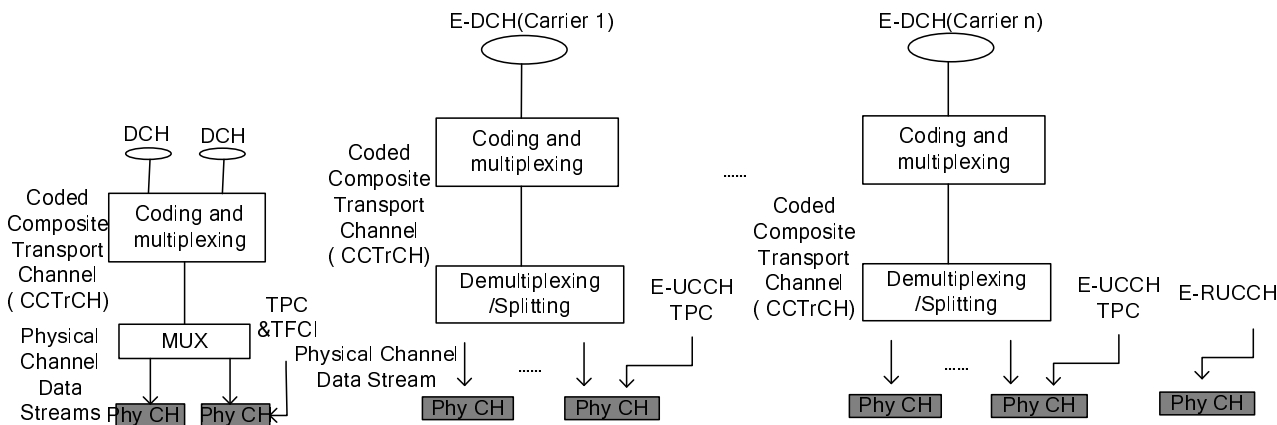 E-DCH(Carrier 1)
E-DCH(Carrier n)
DCH
DCH
Coded
Composite
Transport
Channel
( CCTrCH)
Coding and
multiplexing
MUX
TPC
&TFCI
Physical
Channel
Data
Streams
Phy CH
Phy CH
Coded
Composite
Transport
Channel
( CCTrCH)
Coding and
multiplexing
Demultiplexing
/Splitting
E-UCCH
TPC
Physical Channel
Data Stream
......
Phy CH
Phy CH
......
Coded
Composite
Transport
Channel
( CCTrCH)
Coding and
multiplexing
Demultiplexing
/Splitting
E-UCCH
TPC
......
Phy CH
Phy CH
E-RUCCH
Phy CH